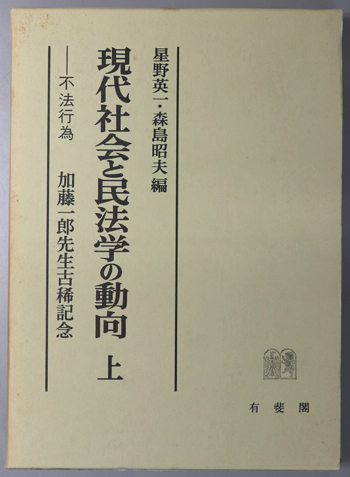 星野英一・森島昭夫 編
現代社会と民法学の動向 上
―不法行為
加藤一郎先生古稀記念
有斐閣